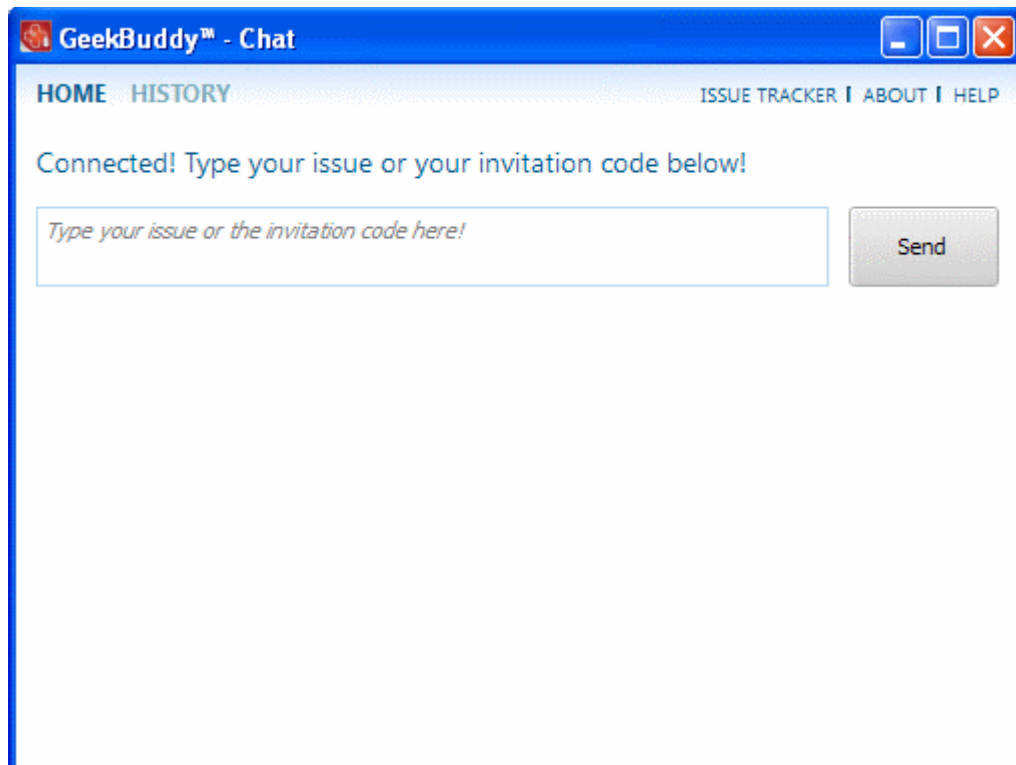 GeekBuddy™ - Chat
HOME HISTORY ISSUE TRACKER | ABOUT | HELP
Connected! Type your issue or your invitation code below!
Type your issue or the invitation code here!
Send